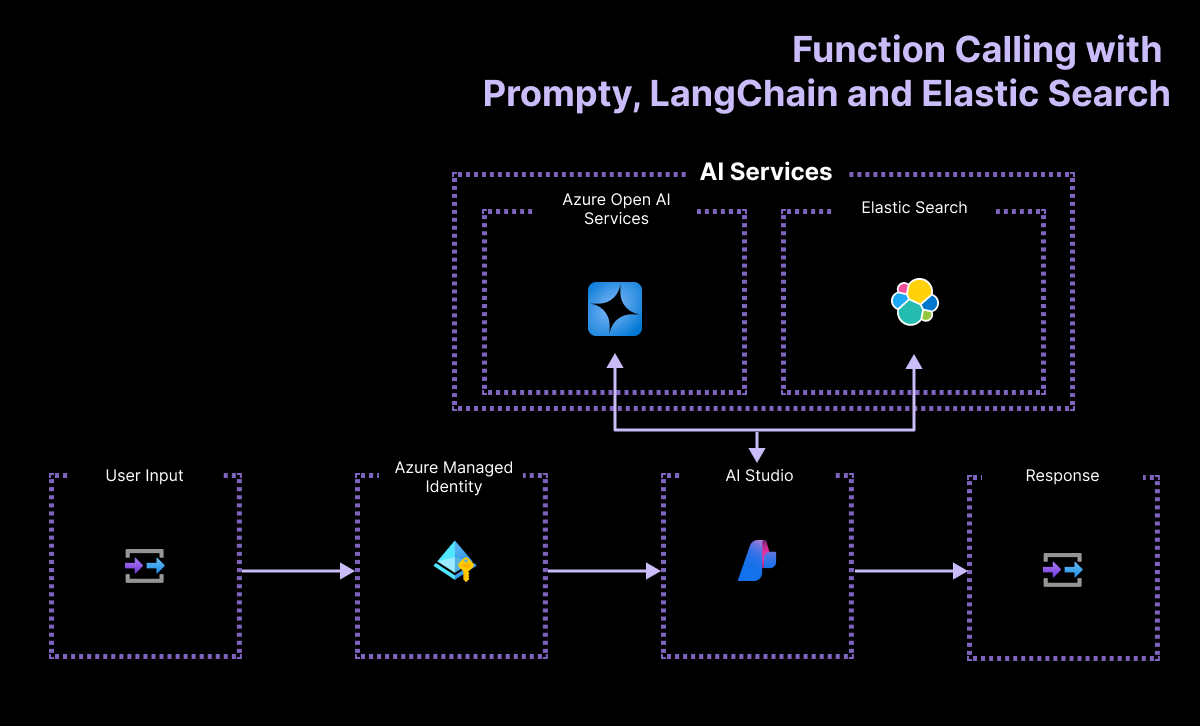 Function Calling with
Prompty, LangChain and Elastic Search
AI Services
Azure Open AI
Services
Elastic Search
User Input
Azure Managed
Identity
AI Studio
Response